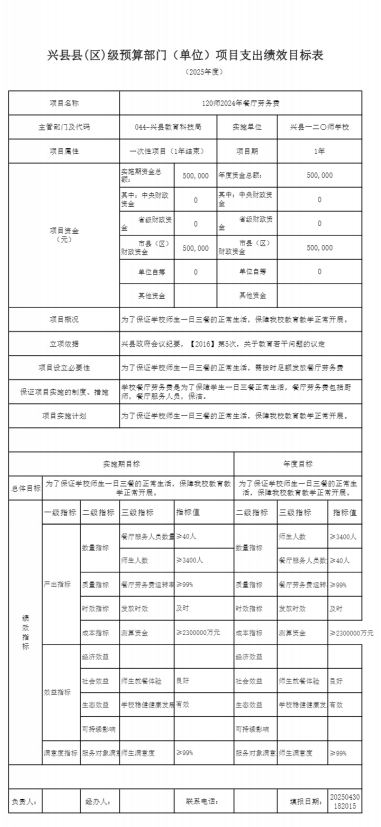 兴县县(区)级预算部门（单位）项目支出绩效目标表
（2025年度）
项目名称 120师2024年餐厅劳务费
主管部门及代码 044-兴县教育科技局 实施单位 兴县一二〇师学校
项目属性 一次性项目（1年结束） 项目期 1年
项目资金
（元）
实施期资金总额： 500,000 年度资金总额： 500,000
其中：中央财政资金 0 其中：中央财政资金 0
省级财政资金 0 省级财政资金 0
市县（区）财政资金 500,000 市县（区）财政资金 500,000
单位自筹 0 单位自筹 0
其他资金 其他资金
项目概况 为了保证学校师生一日三餐的正常生活，保障我校教育教学正常开展。
立项依据 兴县政府会议纪要，【2016】第5次，关于教育若干问题的议定
项目设立必要性 为了保证学校师生一日三餐的正常生活，需按时足额发放餐厅劳务费
保证项目实施的制度、措施 学校餐厅劳务费是为了保障学生一日三餐正常生活，餐厅劳务费包括厨师，餐厅服务人员，保洁。
项目实施计划 为了保证学校师生一日三餐的正常生活，保障我校教育教学正常开展。
实施期目标 年度目标
总体目标 为了保证学校师生一日三餐的正常生活，保障我校教育教学正常开展。 为了保证学校师生一日三餐的正常生活，保障我校教育教学正常开展。
绩效指标
一级指标 二级指标 三级指标 指标值 二级指标 三级指标 指标值
产出指标 数量指标 餐厅服务人员数量 ≥40人 数量指标 师生人数 ≥3400人
师生人数 ≥3400人 餐厅服务人员数量 ≥40人
质量指标 餐厅劳务费运转率 ≥99% 质量指标 餐厅劳务费运转率 ≥99%
时效指标 发放时效 及时 时效指标 发放时效 及时
成本指标 测算资金 ≥2300000万元 成本指标 测算资金 ≥2300000万元
效益指标 经济效益 经济效益
社会效益 师生就餐体验 良好 社会效益 师生就餐体验 良好
生态效益 学校稳健健康发展 有效 生态效益 学校稳健健康发 有效
可持续影响 可持续影响
满意度指标 服务对象满意 师生满意度 ≥99% 服务对象满意 师生满意度 ≥99%
负责人： 经办人： 联系电话： 填报日期： 20250430
182015